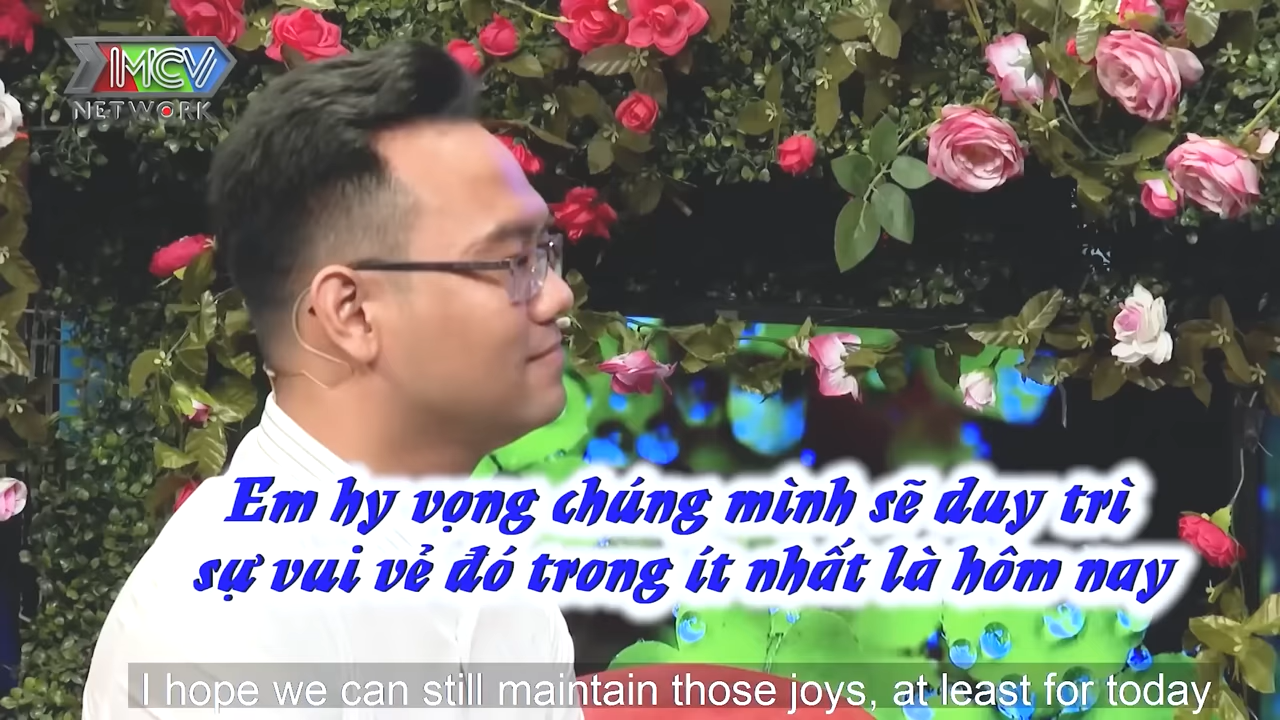 MCV
NETWORK
Em hy vọng chúng mình sẽ duy trì
sự vui vẻ đó trong ít nhất là hôm nay
I hope we can still maintain those joys, at least for today